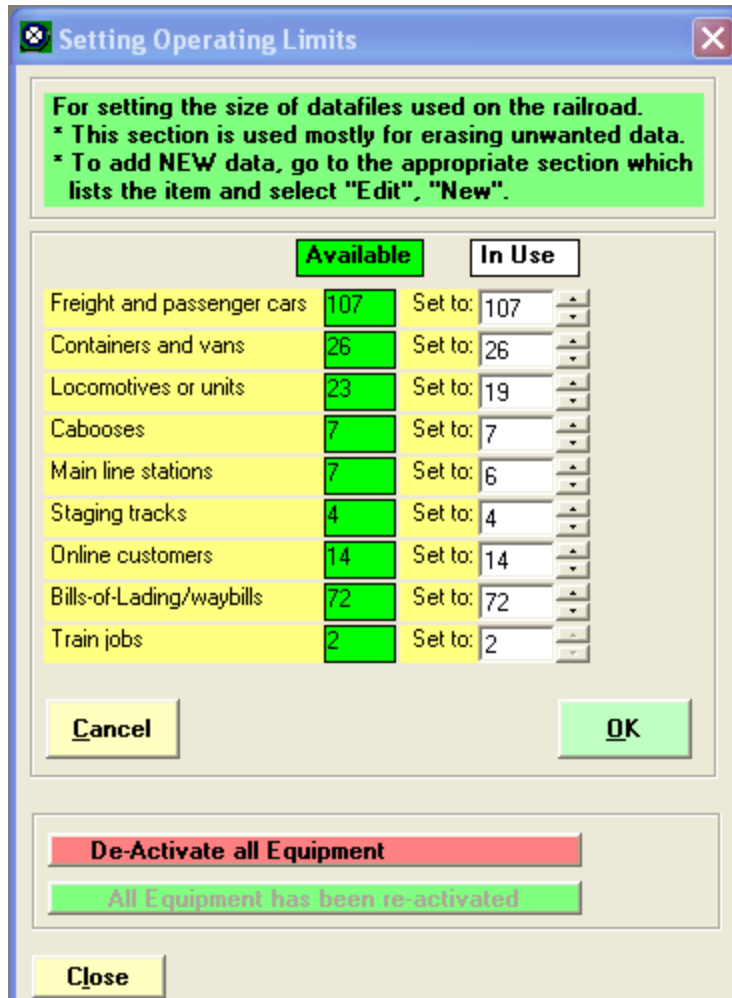 Setting Operating Limits
For setting the size of datafiles used on the railroad.
* This section is used mostly for erasing unwanted data.
* To add NEW data, go to the appropriate section which
lists the item and select "Edit", "New".
Available In Use
Freight and passenger cars 107 Set to: 107
Containers and vans 26 Set to: 26
Locomotives or units 23 Set to: 19
Cabooses 7 Set to: 7
Main line stations 7 Set to: 6
Staging tracks 4 Set to: 4
Online customers 14 Set to: 14
Bills-of-Lading/waybills 72 Set to: 72
Train jobs 2 Set to: 2
Cancel OK
De-Activate all Equipment
All Equipment has been re-activated
Close